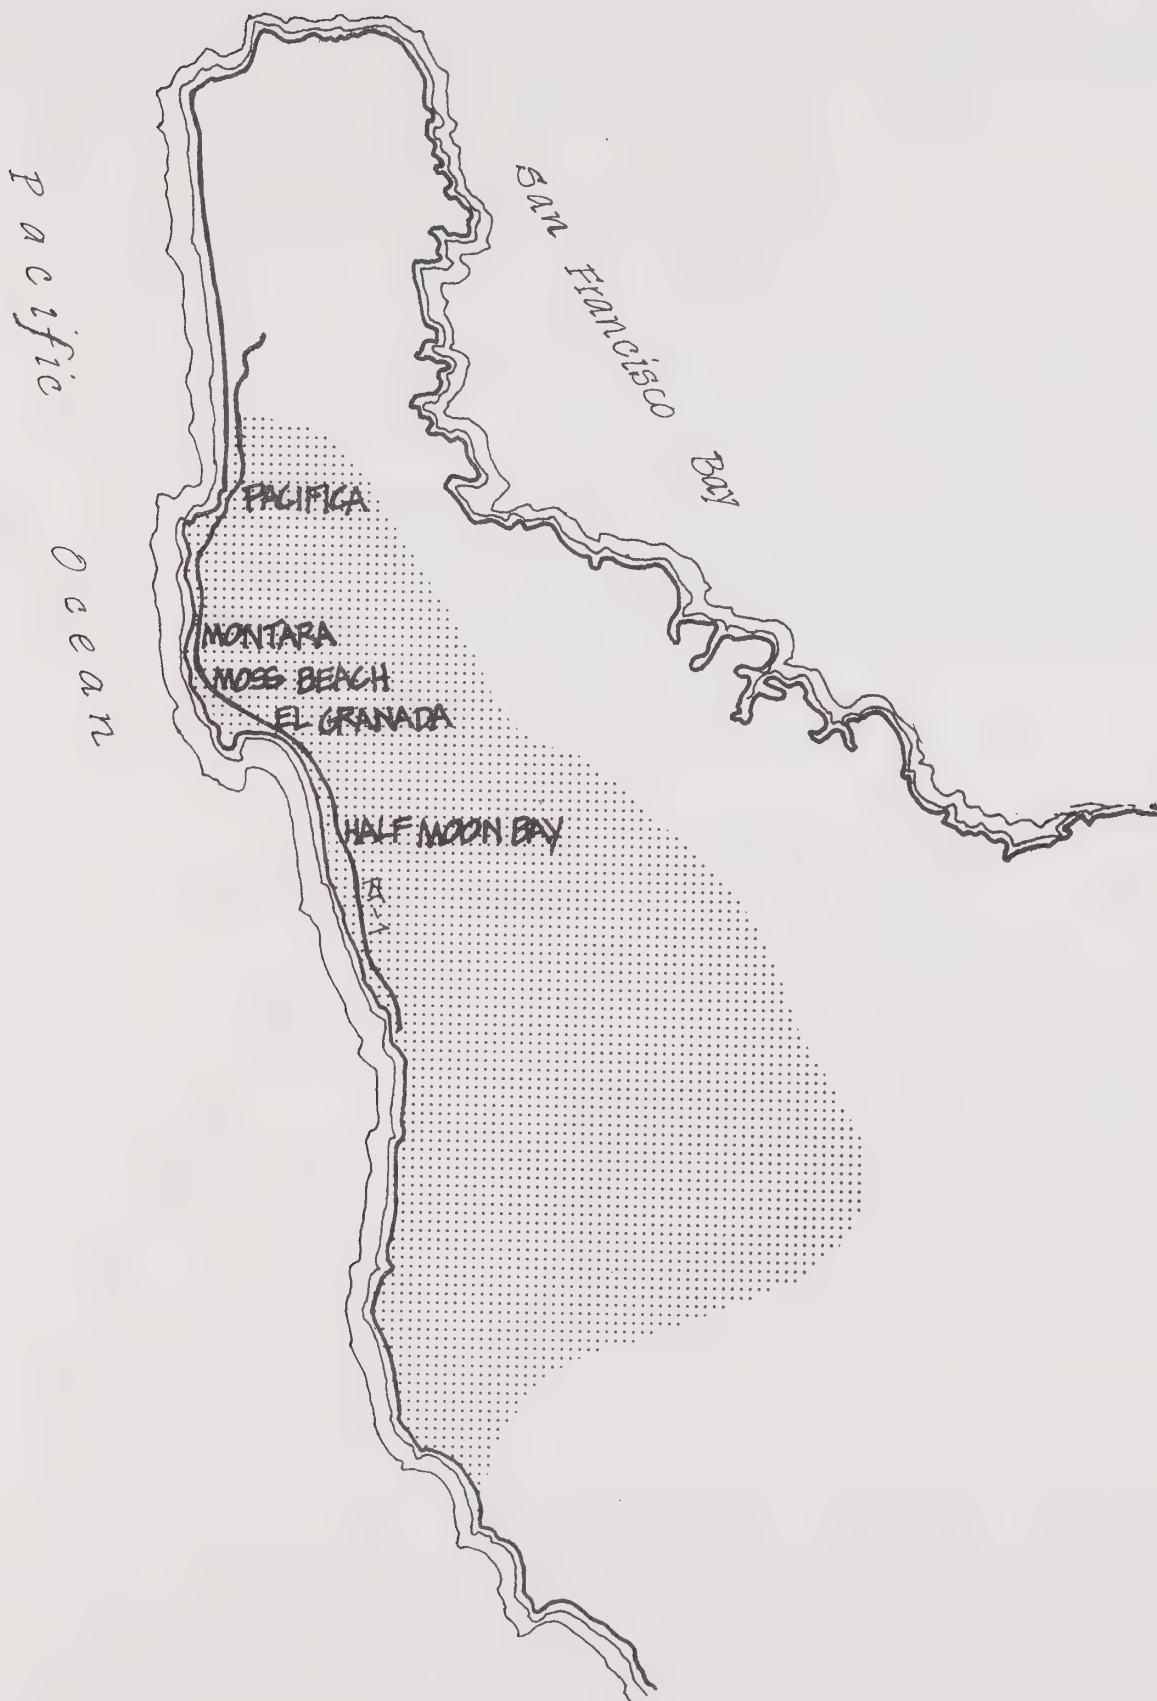 San Francisco Bay
Pacific Ocean
PACIFICA
MONTARA
MOSS BEACH
EL GRANADA
HALF MOON BAY